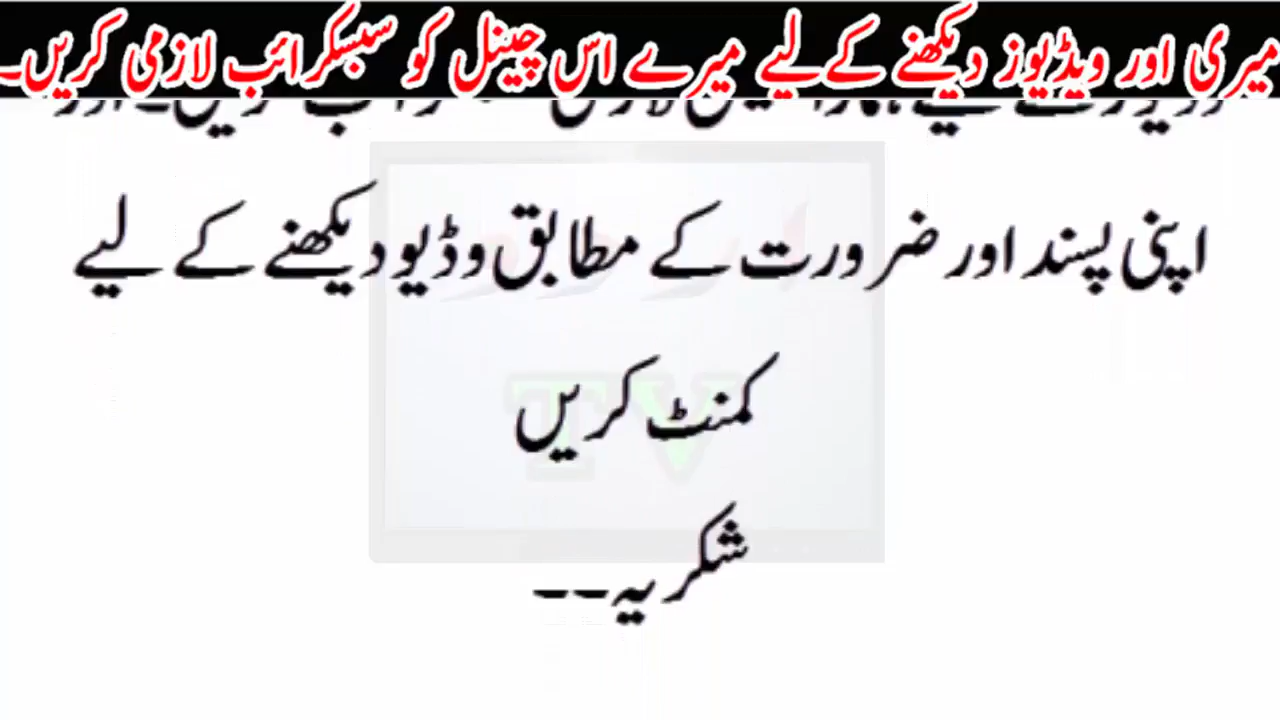 میری اور ویڈیوز دیکھنے کے لیے میرے اس چینل کو سبسکرائب لازمی کریں۔
اپنی پسند اور ضرورت کے مطابق وڈیو دیکھنے کے لیے
کمنٹ کریں
شکریہ۔۔
TV